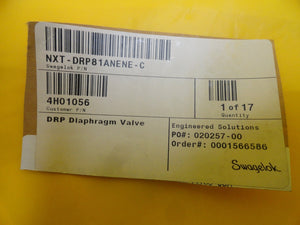 NXT-DRP81ANENE-C
Swagelok P/N
4H01056
Customer P/N
1 of 17
Quantity
DRP Diaphragm Valve
Engineered Solutions
PO#: 020257-00
Order#: 0001566586
Swagelok